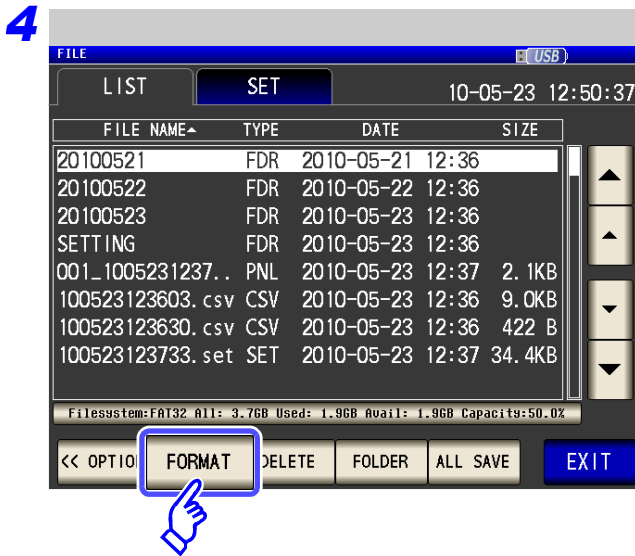 4
FILE USB
LIST SET 10-05-23 12:50:37
FILE NAME TYPE DATE SIZE
20100521 FDR 2010-05-21 12:36
20100522 FDR 2010-05-22 12:36
20100523 FDR 2010-05-23 12:36
SETTING FDR 2010-05-23 12:36
001_1005231237.. PNL 2010-05-23 12:37 2.1KB
100523123603.csv CSV 2010-05-23 12:36 9.0KB
100523123630.csv CSV 2010-05-23 12:36 422 B
100523123733.set SET 2010-05-23 12:37 34.4KB
Filesystem:FAT32 All: 3.7GB Used: 1.9GB Avail: 1.9GB Capacity:50.0%
<< OPTIO FORMAT DELETE FOLDER ALL SAVE EXIT